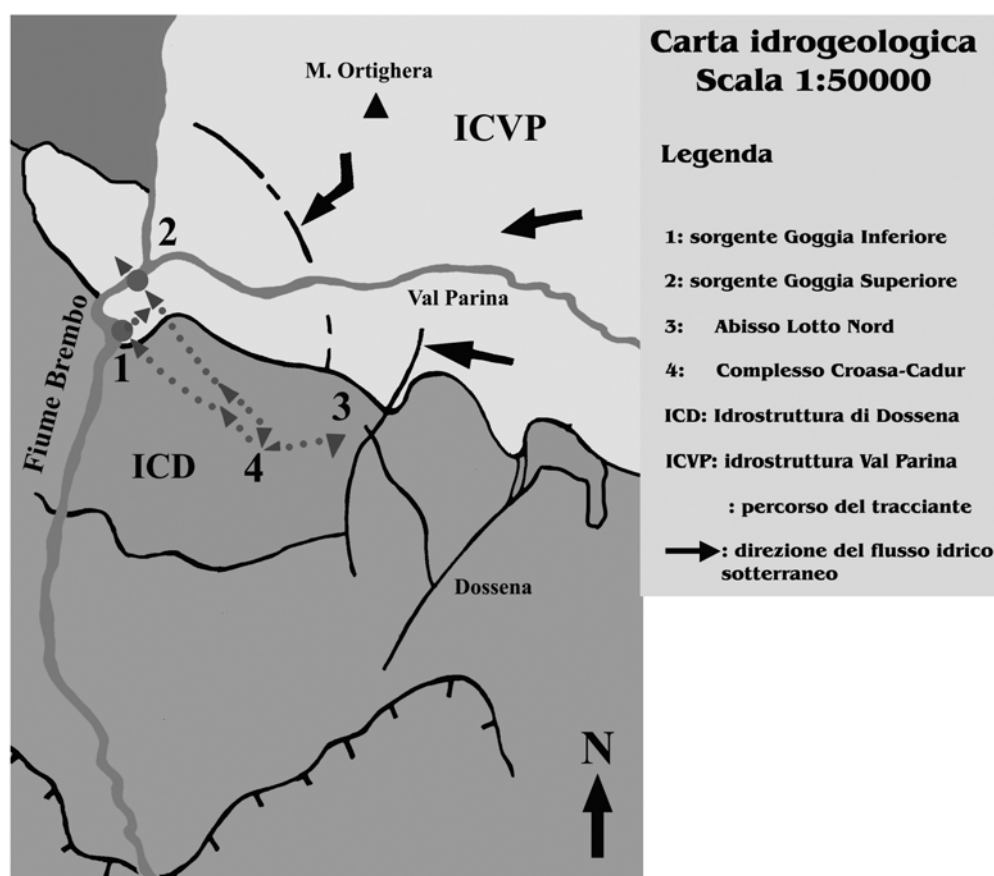 M. Ortighera
ICVP
2
Val Parina
Fiume Brembo
1
3
4
ICD
Dossena
N
Carta idrogeologica
Scala 1:50000
Legenda
1: sorgente Goggia Inferiore
2: sorgente Goggia Superiore
3: Abisso Lotto Nord
4: Complesso Croasa-Cadur
ICD: Idrostruttura di Dossena
ICVP: idrostruttura Val Parina
: percorso del tracciante
: direzione del flusso idrico
sotterraneo